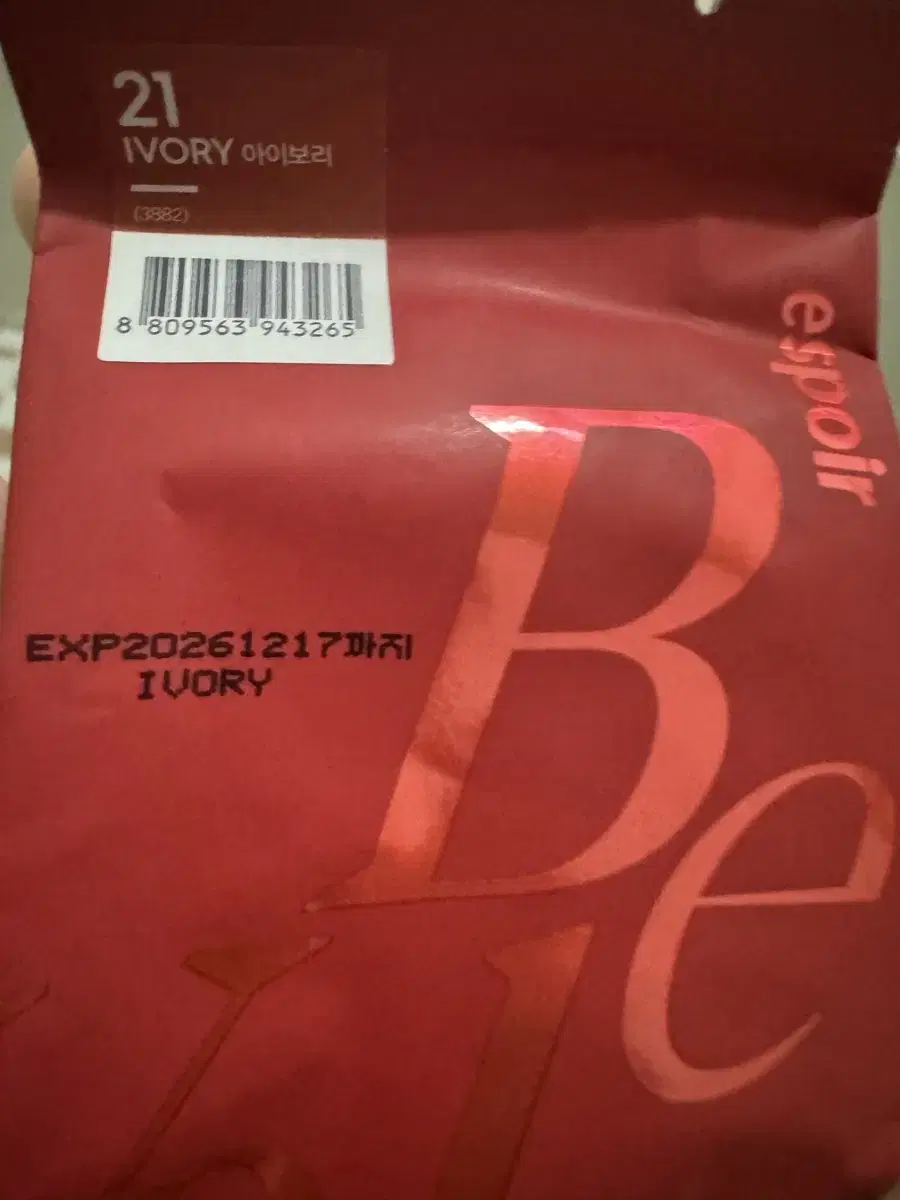 21
IVORY 아이보리
(3882)
8 809563 943265
espoir
Be
EXP20261217까지
IVORY